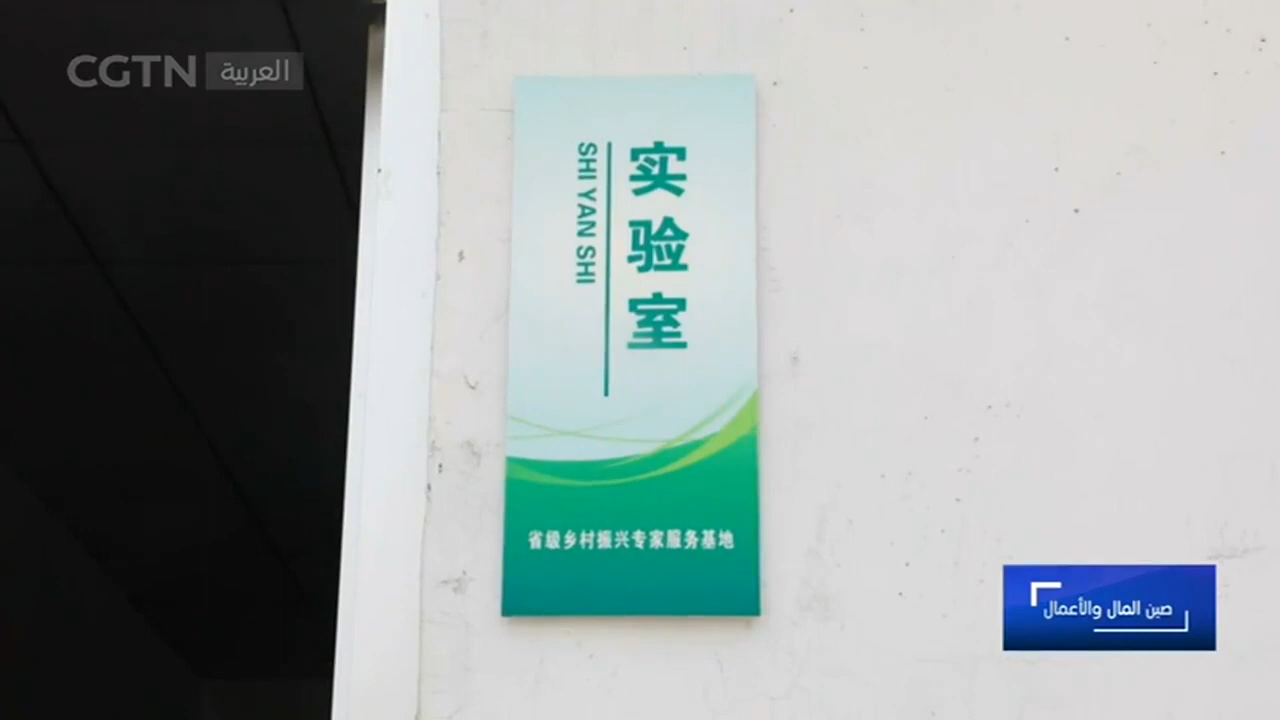 CGTN العربية
实验室
SHI YAN SHI
省级乡村振兴专家服务基地
صين المال والأعمال